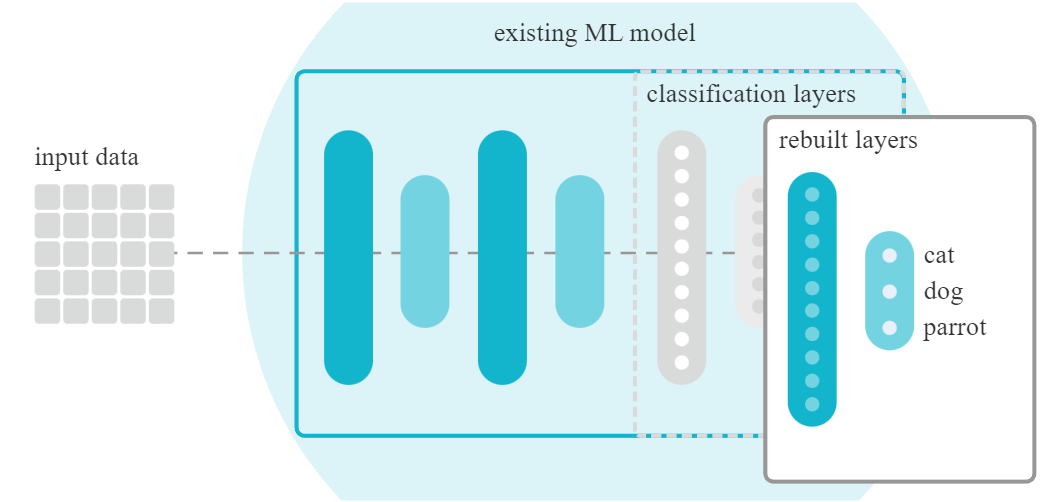 existing ML model
classification layers
rebuilt layers
input data
cat
dog
parrot